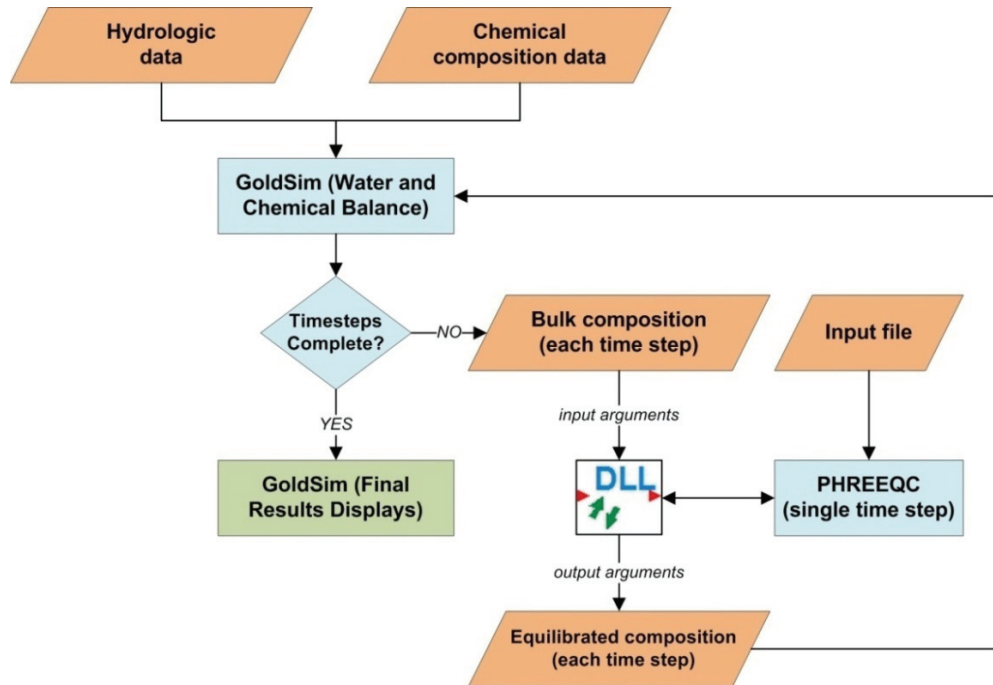 Hydrologic
data
Chemical
composition data
GoldSim (Water and
Chemical Balance)
Timesteps
Complete?
NO
Bulk composition
(each time step)
Input file
YES
input arguments
GoldSim (Final
Results Displays)
DLL
PHREEQC
(single time step)
output arguments
Equilibrated composition
(each time step)